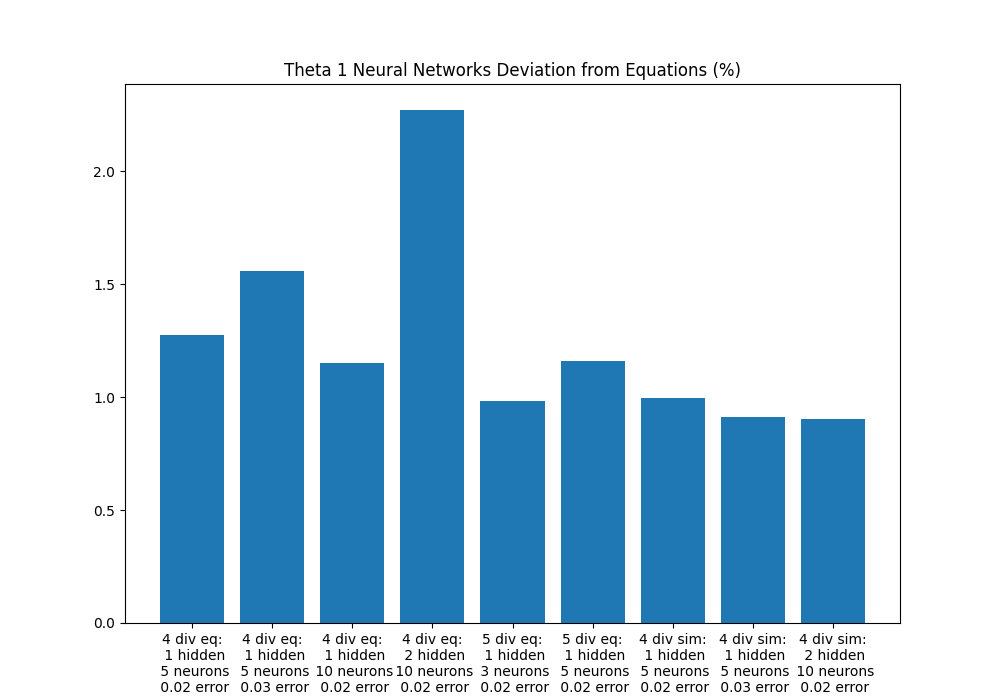 Theta 1 Neural Networks Deviation from Equations (%)
2.0
1.5
1.0
0.5
0.0
4 div eq:
1 hidden
5 neurons
0.02 error
4 div eq:
1 hidden
5 neurons
0.03 error
4 div eq:
1 hidden
10 neurons
0.02 error
4 div eq:
2 hidden
10 neurons
0.02 error
5 div eq:
1 hidden
3 neurons
0.02 error
5 div eq:
1 hidden
5 neurons
0.02 error
4 div sim:
1 hidden
5 neurons
0.02 error
4 div sim:
1 hidden
5 neurons
0.03 error
4 div sim:
2 hidden
10 neurons
0.02 error